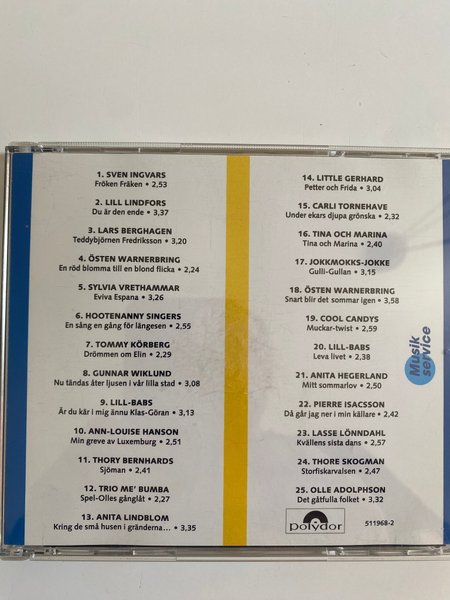 1. SVEN INGVARS
Fröken Fräken • 2,53
2. LILL LINDFORS
Du är den ende • 3,37
3. LARS BERGHAGEN
Teddybjörnen Fredriksson • 3,20
4. ÖSTEN WARNERBRING
En röd blomma till en blond flicka • 2,24
5. SYLVIA VRETHAMMAR
Eviva Espana • 3,26
6. HOOTENANNY SINGERS
En sång en gång för längesen • 2,55
7. TOMMY KÖRBERG
Drömmen om Elin • 2,29
8. GUNNAR WIKLUND
Nu tändas åter ljusen i vår lilla stad • 3,08
9. LILL-BABS
Är du kär i mig ännu Klas-Göran • 3,13
10. ANN-LOUISE HANSON
Min greve av Luxemburg • 2,51
11. THORY BERNHARDS
Sjöman • 2,41
12. TRIO ME' BUMBA
Spel-Olles gånglåt • 2,27
13. ANITA LINDBLOM
Kring de små husen i gränderna... • 3,35
14. LITTLE GERHARD
Petter och Frida • 3,04
15. CARLI TORNEHAVE
Under ekars djupa grönska • 2,32
16. TINA OCH MARINA
Tina och Marina • 2,40
17. JOKKMOKKS-JOKKE
Gulli-Gullan • 3,15
18. ÖSTEN WARNERBRING
Snart blir det sommar igen • 3,58
19. COOL CANDYS
Muckar-twist • 2,59
20. LILL-BABS
Leva livet • 2,38
21. ANITA HEGERLAND
Mitt sommarlov • 2,50
22. PIERRE ISACSSON
Då går jag ner i min källare • 2,42
23. LASSE LÖNNDAHL
Kvällens sista dans • 2,57
24. THORE SKOGMAN
Storfiskarvalsen • 2,47
25. OLLE ADOLPHSON
Det gåtfulla folket • 3,32
polydor
511968-2
Musik
service